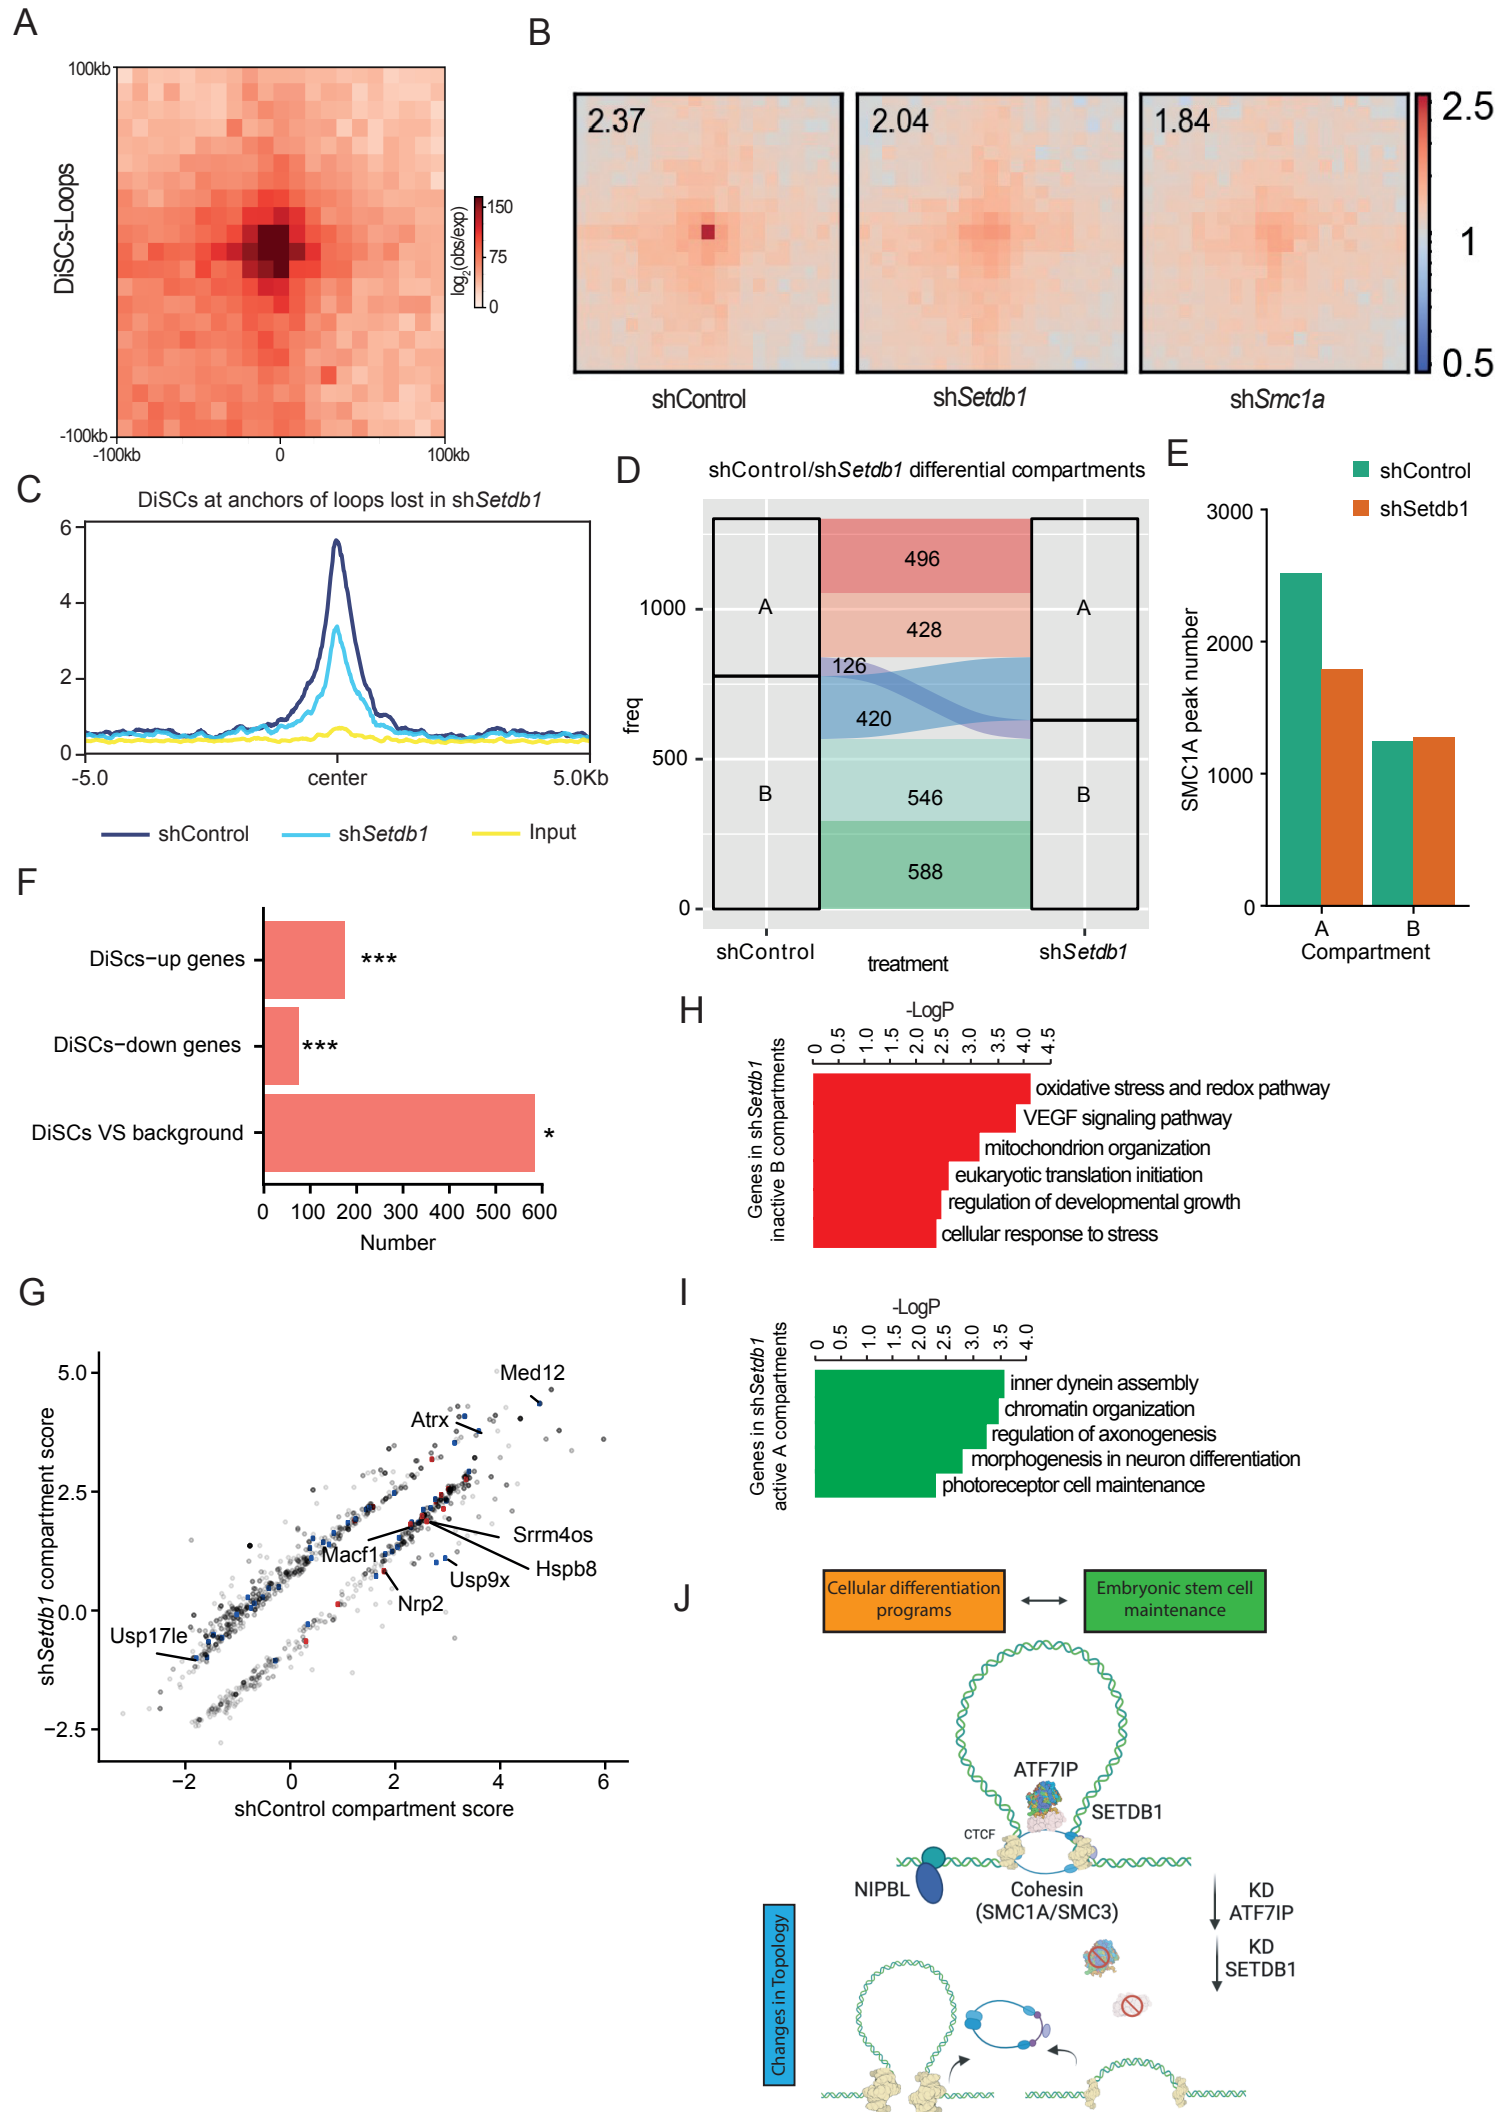 A
100kb
DiSCs-Loops
-100kb
-100kb
0
100kb
log2(obs/exp)
150
75
0
B
2.37
2.04
1.84
2.5
1
0.5
shControl
shSetdb1
shSmc1a
C
DiSCs at anchors of loops lost in shSetdb1
6
4
2
0
-5.0
center
5.0Kb
shControl
shSetdb1
Input
D
shControl/shSetdb1 differential compartments
freq
1000
500
0
A
B
496
428
126
420
546
588
A
B
shControl
treatment
shSetdb1
E
shControl
shSetdb1
SMC1A peak number
3000
2000
1000
0
A
B
Compartment
F
DiScs−up genes
***
DiSCs−down genes
***
DiSCs VS background
*
0
100
200
300
400
500
600
Number
G
shSetdb1 compartment score
5.0
2.5
0.0
−2.5
Med12
Atrx
Srrm4os
Macf1
Hspb8
Usp9x
Nrp2
Usp17le
−2
0
2
4
6
shControl compartment score
H
-LogP
0
0.5
1.0
1.5
2.0
2.5
3.0
3.5
4.0
4.5
Genes in shSetdb1
inactive B compartments
oxidative stress and redox pathway
VEGF signaling pathway
mitochondrion organization
eukaryotic translation initiation
regulation of developmental growth
cellular response to stress
I
-LogP
0
0.5
1.0
1.5
2.0
2.5
3.0
3.5
4.0
Genes in shSetdb1
active A compartments
inner dynein assembly
chromatin organization
regulation of axonogenesis
morphogenesis in neuron differentiation
photoreceptor cell maintenance
J
Cellular differentiation
programs
Embryonic stem cell
maintenance
ATF7IP
SETDB1
CTCF
NIPBL
Cohesin
(SMC1A/SMC3)
KD
ATF7IP
KD
SETDB1
Changes in Topology